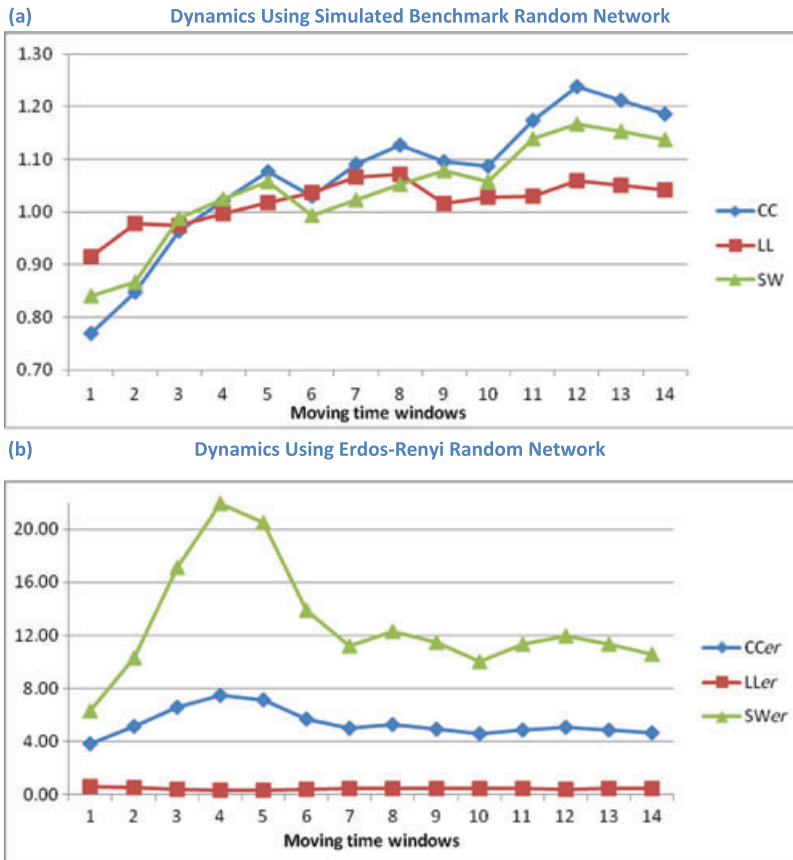 (a) Dynamics Using Simulated Benchmark Random Network
1.30
1.20
1.10
1.00
0.90
0.80
0.70
1 2 3 4 5 6 7 8 9 10 11 12 13 14
Moving time windows
CC
LL
SW
(b) Dynamics Using Erdos-Renyi Random Network
20.00
16.00
12.00
8.00
4.00
0.00
1 2 3 4 5 6 7 8 9 10 11 12 13 14
Moving time windows
CCer
LLer
SWer